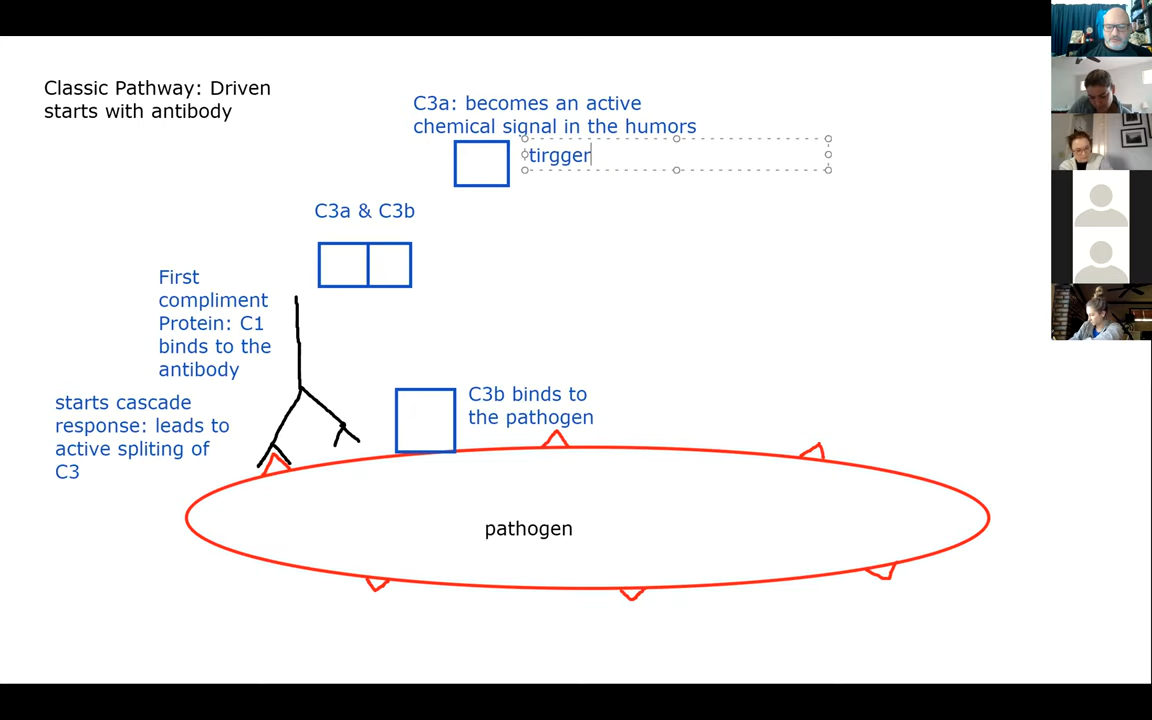 Classic Pathway: Driven
starts with antibody
C3a: becomes an active
chemical signal in the humors
tirgger
C3a & C3b
First
compliment
Protein: C1
binds to the
antibody
starts cascade
response: leads to
active spliting of
C3
C3b binds to
the pathogen
pathogen